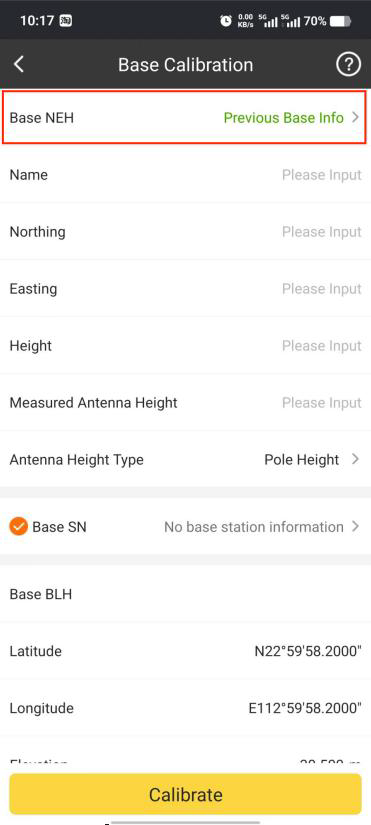 10:17
0.00 KB/s 5G 5G 70%
Base Calibration
Base NEH Previous Base Info
Name Please Input
Northing Please Input
Easting Please Input
Height Please Input
Measured Antenna Height Please Input
Antenna Height Type Pole Height
Base SN No base station information
Base BLH
Latitude N22°59'58.2000"
Longitude E112°59'58.2000"
Calibrate